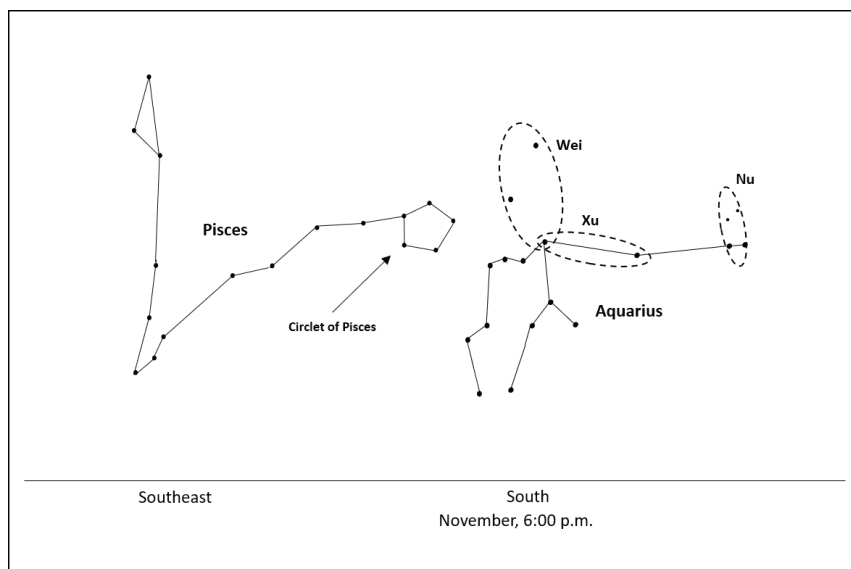 Wei
Nu
Xu
Pisces
Circlet of Pisces
Aquarius
Southeast
South
November, 6:00 p.m.